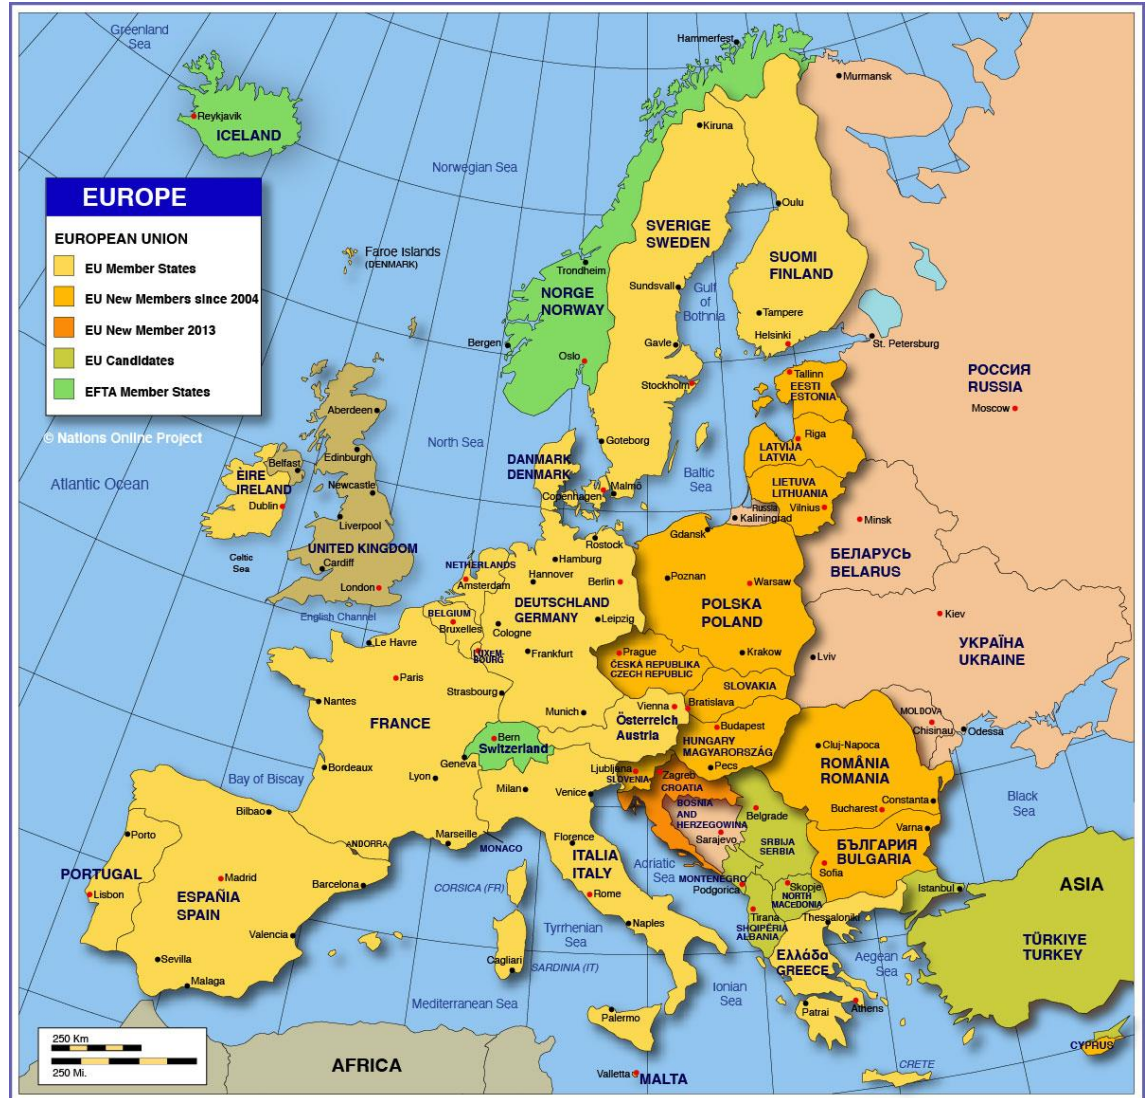 Greenland
Sea
Hammerfest
Murmansk
Reykjavik
ICELAND
Kiruna
Norwegian Sea
EUROPE
EUROPEAN UNION
EU Member States
EU New Members since 2004
EU New Member 2013
EU Candidates
EFTA Member States
© Nations Online Project
Faroe Islands
(DENMARK)
Oulu
SVERIGE
SWEDEN
SUOMI
FINLAND
Trondheim
NORGE
NORWAY
Sundsvall
Gulf
of
Bothnia
Tampere
Helsinki
St. Petersburg
Bergen
Oslo
Gavle
Stockholm
Tallinn
EESTI
ESTONIA
РОССИЯ
RUSSIA
Moscow
Aberdeen
North Sea
Goteborg
Riga
LATVIJA
LATVIA
Edinburgh
Belfast
ÈIRE
IRELAND
Dublin
Newcastle
Atlantic Ocean
DANMARK
DENMARK
Copenhagen
Malmö
Baltic
Sea
LIETUVA
LITHUANIA
Vilnius
Russia
Kaliningrad
Minsk
Liverpool
Celtic
Sea
UNITED KINGDOM
Cardiff
London
English Channel
Gdansk
Rostock
Hamburg
БЕЛАРУСЬ
BELARUS
NETHERLANDS
Amsterdam
Hannover
Berlin
Poznan
Warsaw
BELGIUM
Bruxelles
DEUTSCHLAND
GERMANY
Leipzig
Cologne
POLSKA
POLAND
Kiev
УКРАЇНА
UKRAINE
Le Havre
LUXEM-
BOURG
Frankfurt
Prague
ČESKÁ REPUBLIKA
CZECH REPUBLIC
Krakow
Lviv
Paris
Strasbourg
SLOVAKIA
Nantes
FRANCE
Munich
Vienna
Bratislava
Österreich
Austria
MOLDOVA
Chisinau
Odessa
Bern
Switzerland
Geneva
Budapest
HUNGARY
MAGYARORSZÁG
Pecs
Cluj-Napoca
ROMÂNIA
ROMANIA
Bay of Biscay
Bordeaux
Lyon
Milan
Venice
Ljubljana
SLOVENIA
Zagreb
CROATIA
BOSNIA
AND
HERZEGOWINA
Sarajevo
Belgrade
SRBIJA
SERBIA
Bucharest
Constanta
Black
Sea
Bilbao
Porto
ANDORRA
Marseille
MONACO
Florence
ITALIA
ITALY
Adriatic
Sea
Varna
БЪЛГАРИЯ
BULGARIA
Sofia
PORTUGAL
Lisbon
Madrid
ESPAÑIA
SPAIN
Barcelona
CORSICA (FR)
Rome
MONTENEGRO
Podgorica
Skopje
NORTH
MACEDONIA
Istanbul
ASIA
Valencia
Naples
Tirana
SHQIPËRIA
ALBANIA
Thessaloniki
Tyrrhenian
Sea
TÜRKIYE
TURKEY
Sevilla
Malaga
Cagliari
SARDINIA (IT)
Ελλάδα
GREECE
Aegean
Sea
Mediterranean Sea
Ionian
Sea
Palermo
Patrai
Athens
250 Km
250 Mi.
AFRICA
CYPRUS
CRETE
Valletta
MALTA